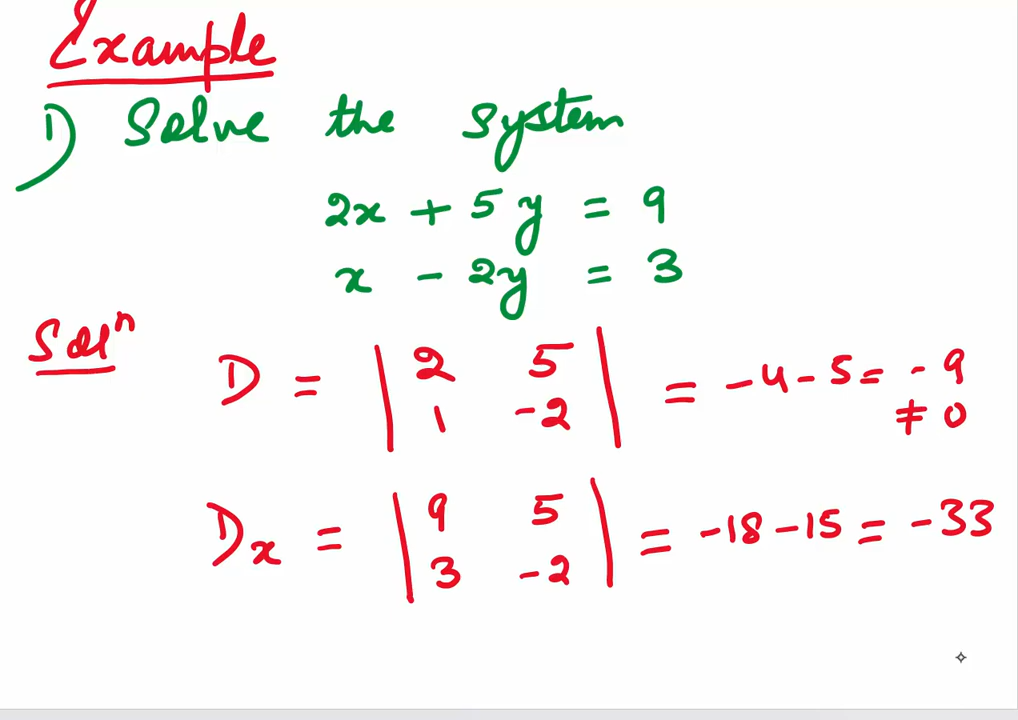 Example
1) Solve the system
2x + 5y = 9
x - 2y = 3
Solⁿ
D = | 2 5 | = -4 - 5 = -9
| 1 -2 | ≠ 0
Dₓ = | 9 5 | = -18 - 15 = -33
| 3 -2 |